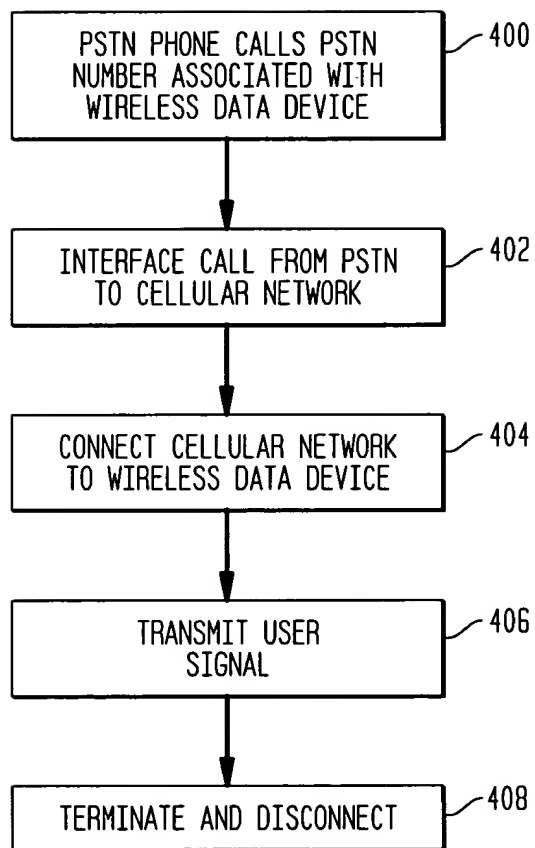 PSTN PHONE CALLS PSTN
NUMBER ASSOCIATED WITH
WIRELESS DATA DEVICE
400
INTERFACE CALL FROM PSTN
TO CELLULAR NETWORK
402
CONNECT CELLULAR NETWORK
TO WIRELESS DATA DEVICE
404
TRANSMIT USER
SIGNAL
406
TERMINATE AND DISCONNECT
408